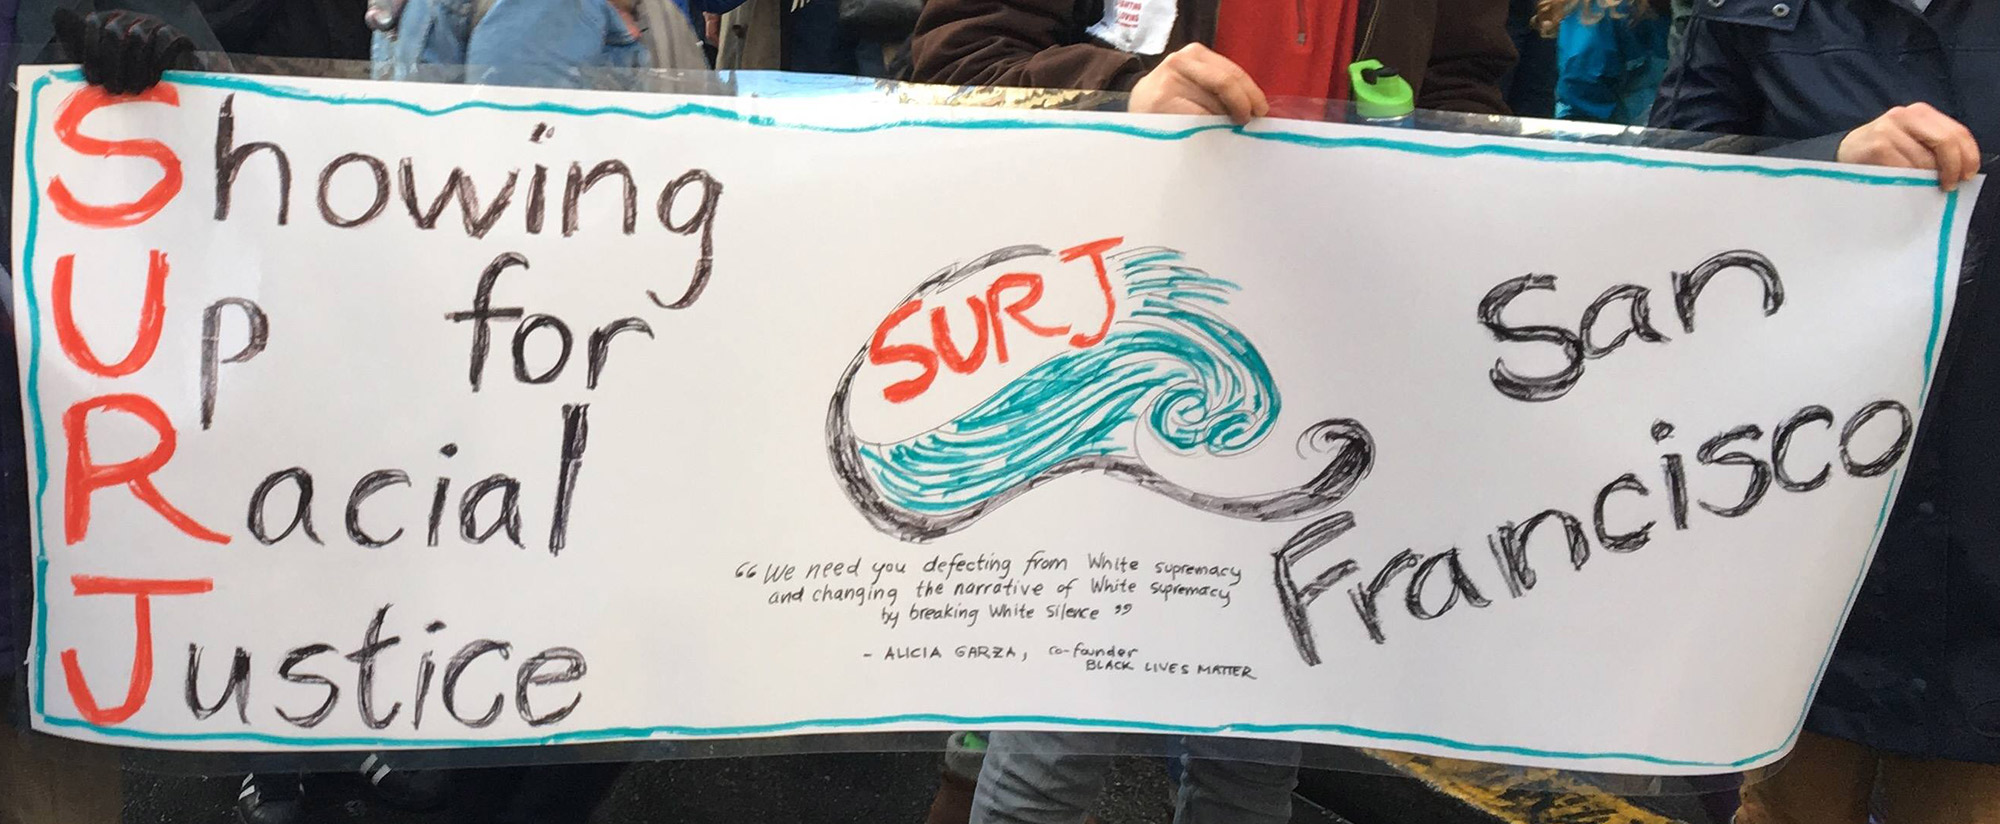 Showing
Up for
Racial
Justice
SURJ
San
Francisco
“We need you defecting from White supremacy
and changing the narrative of White supremacy
by breaking White Silence”
- ALICIA GARZA, co-founder
BLACK LIVES MATTER